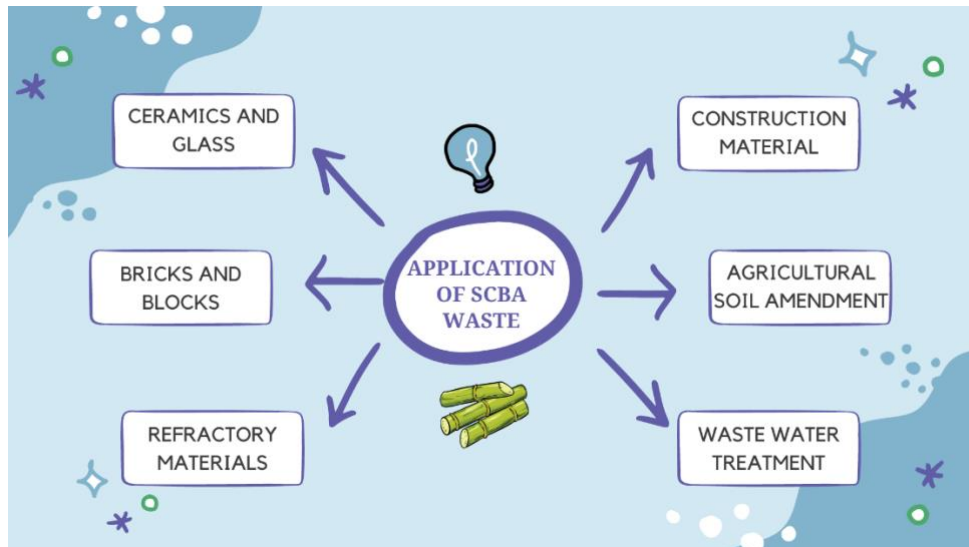 CERAMICS AND
GLASS
CONSTRUCTION
MATERIAL
BRICKS AND
BLOCKS
APPLICATION
OF SCBA
WASTE
AGRICULTURAL
SOIL AMENDMENT
REFRACTORY
MATERIALS
WASTE WATER
TREATMENT